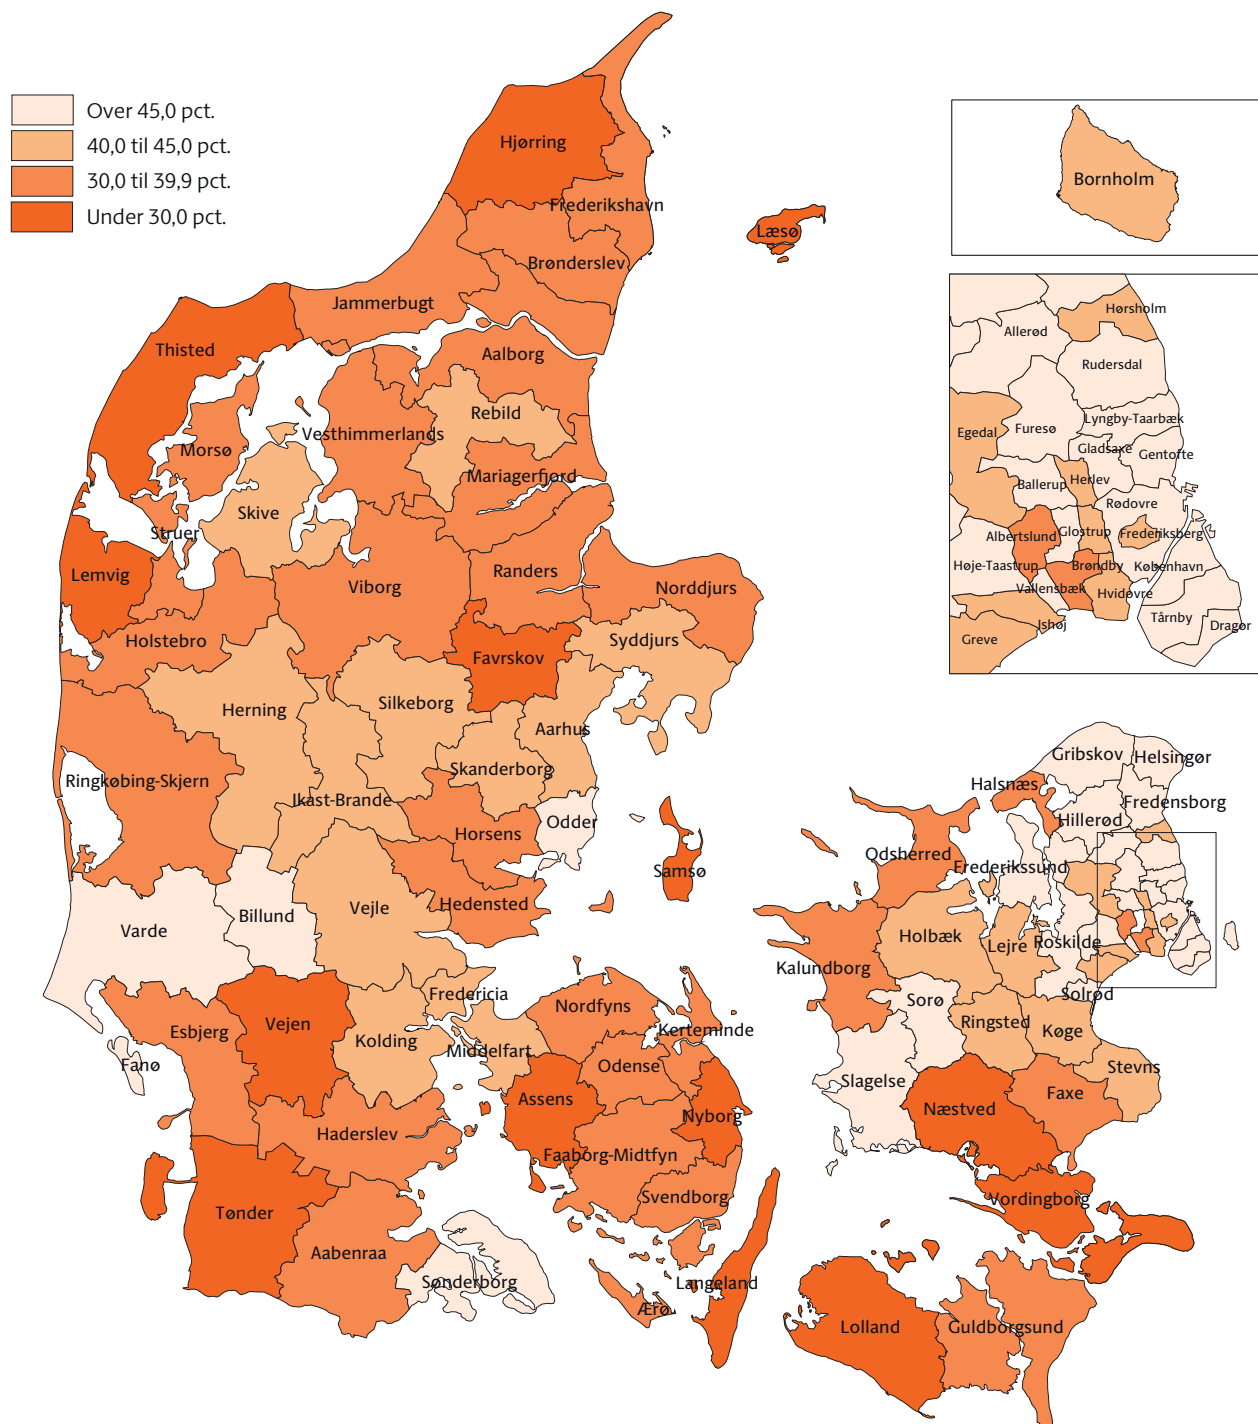 Over 45,0 pct.
40,0 til 45,0 pct.
30,0 til 39,9 pct.
Under 30,0 pct.
Hjørring
Frederikshavn
Læsø
Brønderslev
Jammerbugt
Thisted
Aalborg
Rebild
Vesthimmerlands
Morsø
Mariagerfjord
Skive
Struer
Lemvig
Viborg
Randers
Norddjurs
Holstebro
Favrskov
Syddjurs
Herning
Silkeborg
Aarhus
Skanderborg
Ringkøbing-Skjern
Ikast-Brande
Horsens
Odder
Samsø
Hedensted
Vejle
Billund
Varde
Fredericia
Vejen
Esbjerg
Kolding
Middelfart
Fanø
Nordfyns
Kerteminde
Odense
Assens
Nyborg
Haderslev
Faaborg-Midtfyn
Svendborg
Tønder
Aabenraa
Sønderborg
Langeland
Ærø
Bornholm
Hørsholm
Allerød
Rudersdal
Lyngby-Taarbæk
Egedal
Furesø
Gladsaxe
Gentofte
Ballerup
Herlev
Rødovre
Albertslund
Glostrup
Frederiksberg
Høje-Taastrup
Brøndby
København
Vallensbæk
Hvidovre
Ishøj
Tårnby
Dragør
Greve
Gribskov
Helsingør
Halsnæs
Fredensborg
Hillerød
Odsherred
Frederikssund
Holbæk
Lejre
Roskilde
Kalundborg
Solrød
Sorø
Ringsted
Køge
Stevns
Slagelse
Næstved
Faxe
Vordingborg
Lolland
Guldborgsund